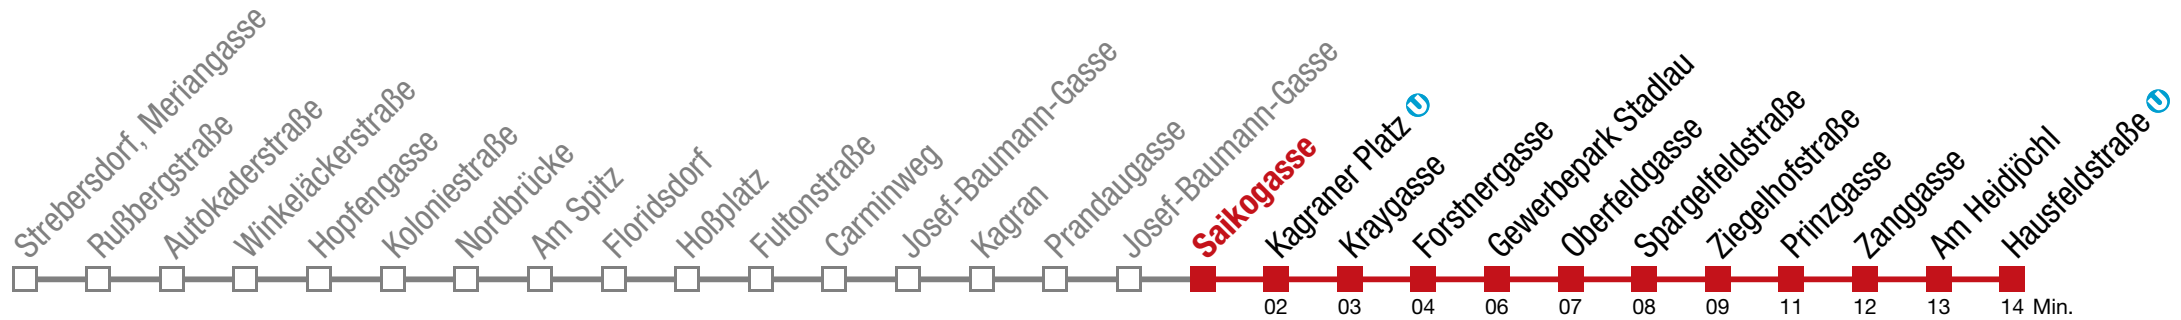 Strebersdorf, Meriangasse
Rußbergstraße
Autokaderstraße
Winkeläckerstraße
Hopfengasse
Koloniestraße
Nordbrücke
Am Spitz
Floridsdorf
Hoßplatz
Fultonstraße
Carminweg
Josef-Baumann-Gasse
Kagran
Prandaugasse
Josef-Baumann-Gasse
Saikogasse
Kagraner Platz U
Kraygasse
Forstnergasse
Gewerbepark Stadlau
Oberfeldgasse
Spargelfeldstraße
Ziegelhofstraße
Prinzgasse
Zanggasse
Am Heidjöchl
Hausfeldstraße U
02 03 04 06 07 08 09 11 12 13 14 Min.